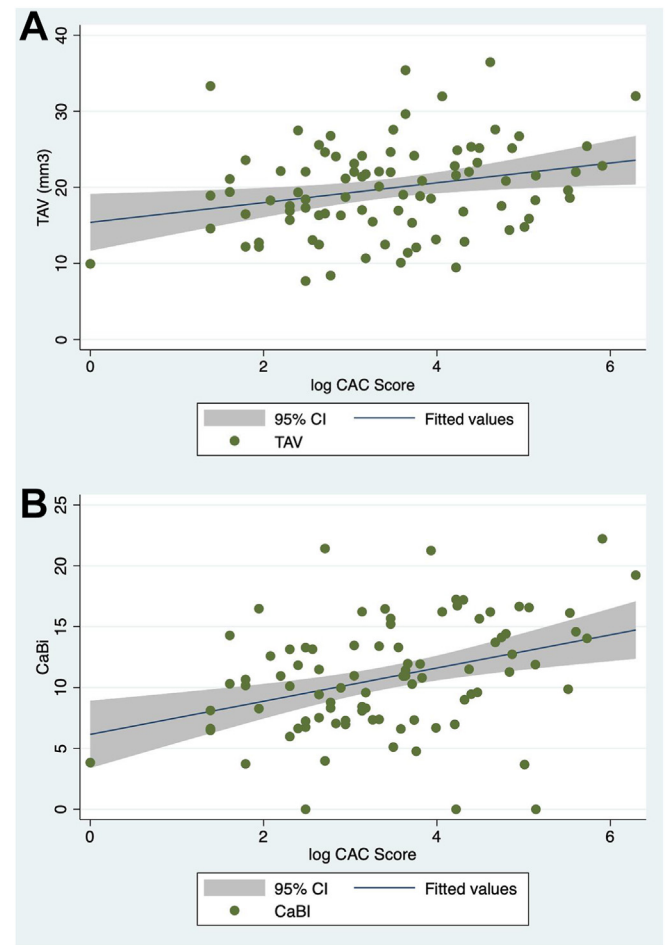 A
40
30
20
10
0
TAV (mm3)
0 2 4 6
log CAC Score
95% CI Fitted values
TAV
B
25
20
15
10
5
0
CaBi
0 2 4 6
log CAC Score
95% CI Fitted values
CaBI